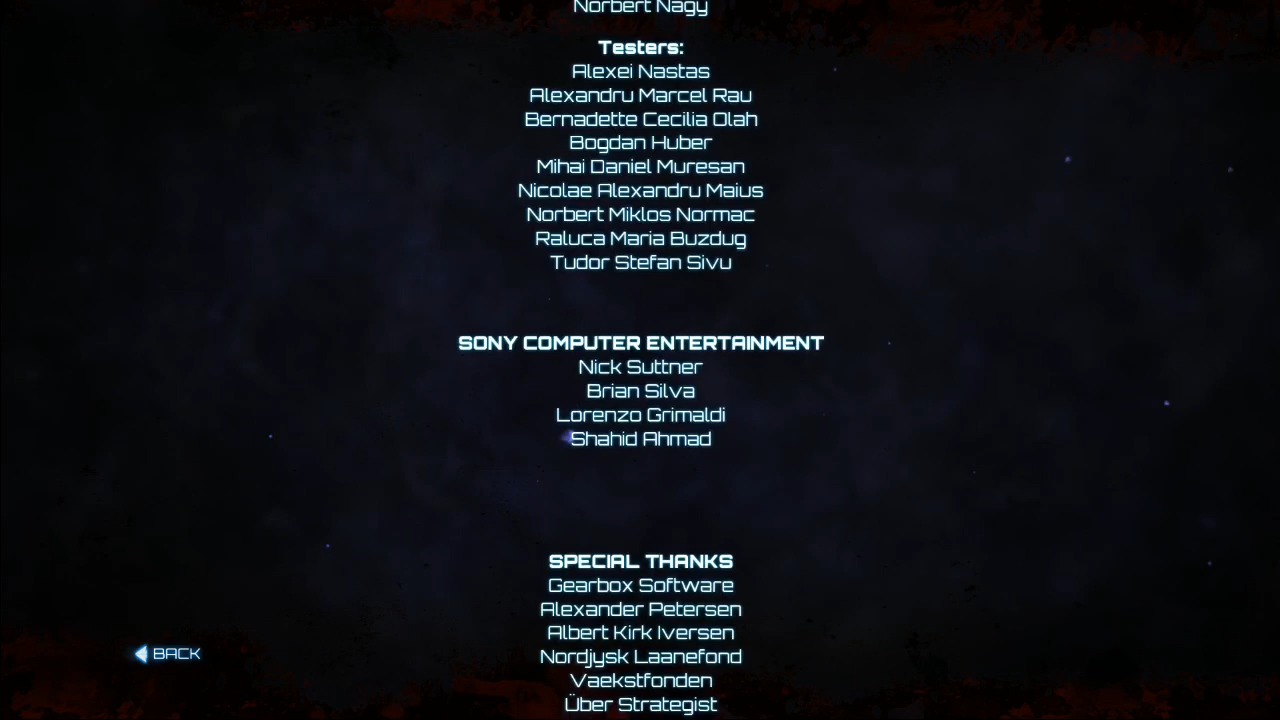 Norbert Nagy
Testers:
Alexei Nastas
Alexandru Marcel Rau
Bernadette Cecilia Olah
Bogdan Huber
Mihai Daniel Muresan
Nicolae Alexandru Maius
Norbert Miklos Normac
Raluca Maria Buzdug
Tudor Stefan Sivu
SONY COMPUTER ENTERTAINMENT
Nick Suttner
Brian Silva
Lorenzo Grimaldi
Shahid Ahmad
SPECIAL THANKS
Gearbox Software
Alexander Petersen
Albert Kirk Iversen
Nordjysk Laanefond
Vaekstfonden
Über Strategist
BACK